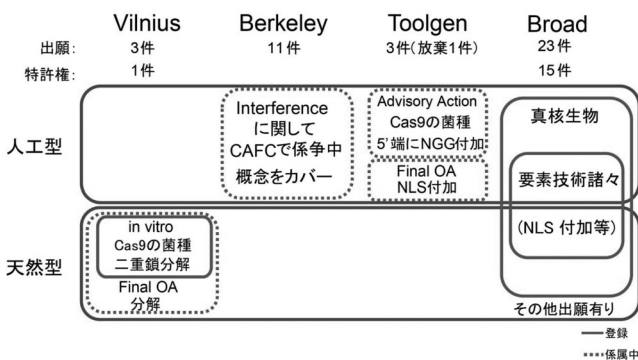 Vilnius Berkeley Toolgen Broad
出願: 3件 11件 3件(放棄1件) 23件
特許権: 1件 15件
人工型
Interference
に関して
CAFCで係争中
概念をカバー
Advisory Action
Cas9の菌種
5'端にNGG付加
Final OA
NLS付加
真核生物
要素技術諸々
(NLS 付加等)
天然型
in vitro
Cas9の菌種
二重鎖分解
Final OA
分解
その他出願有り
登録
係属中